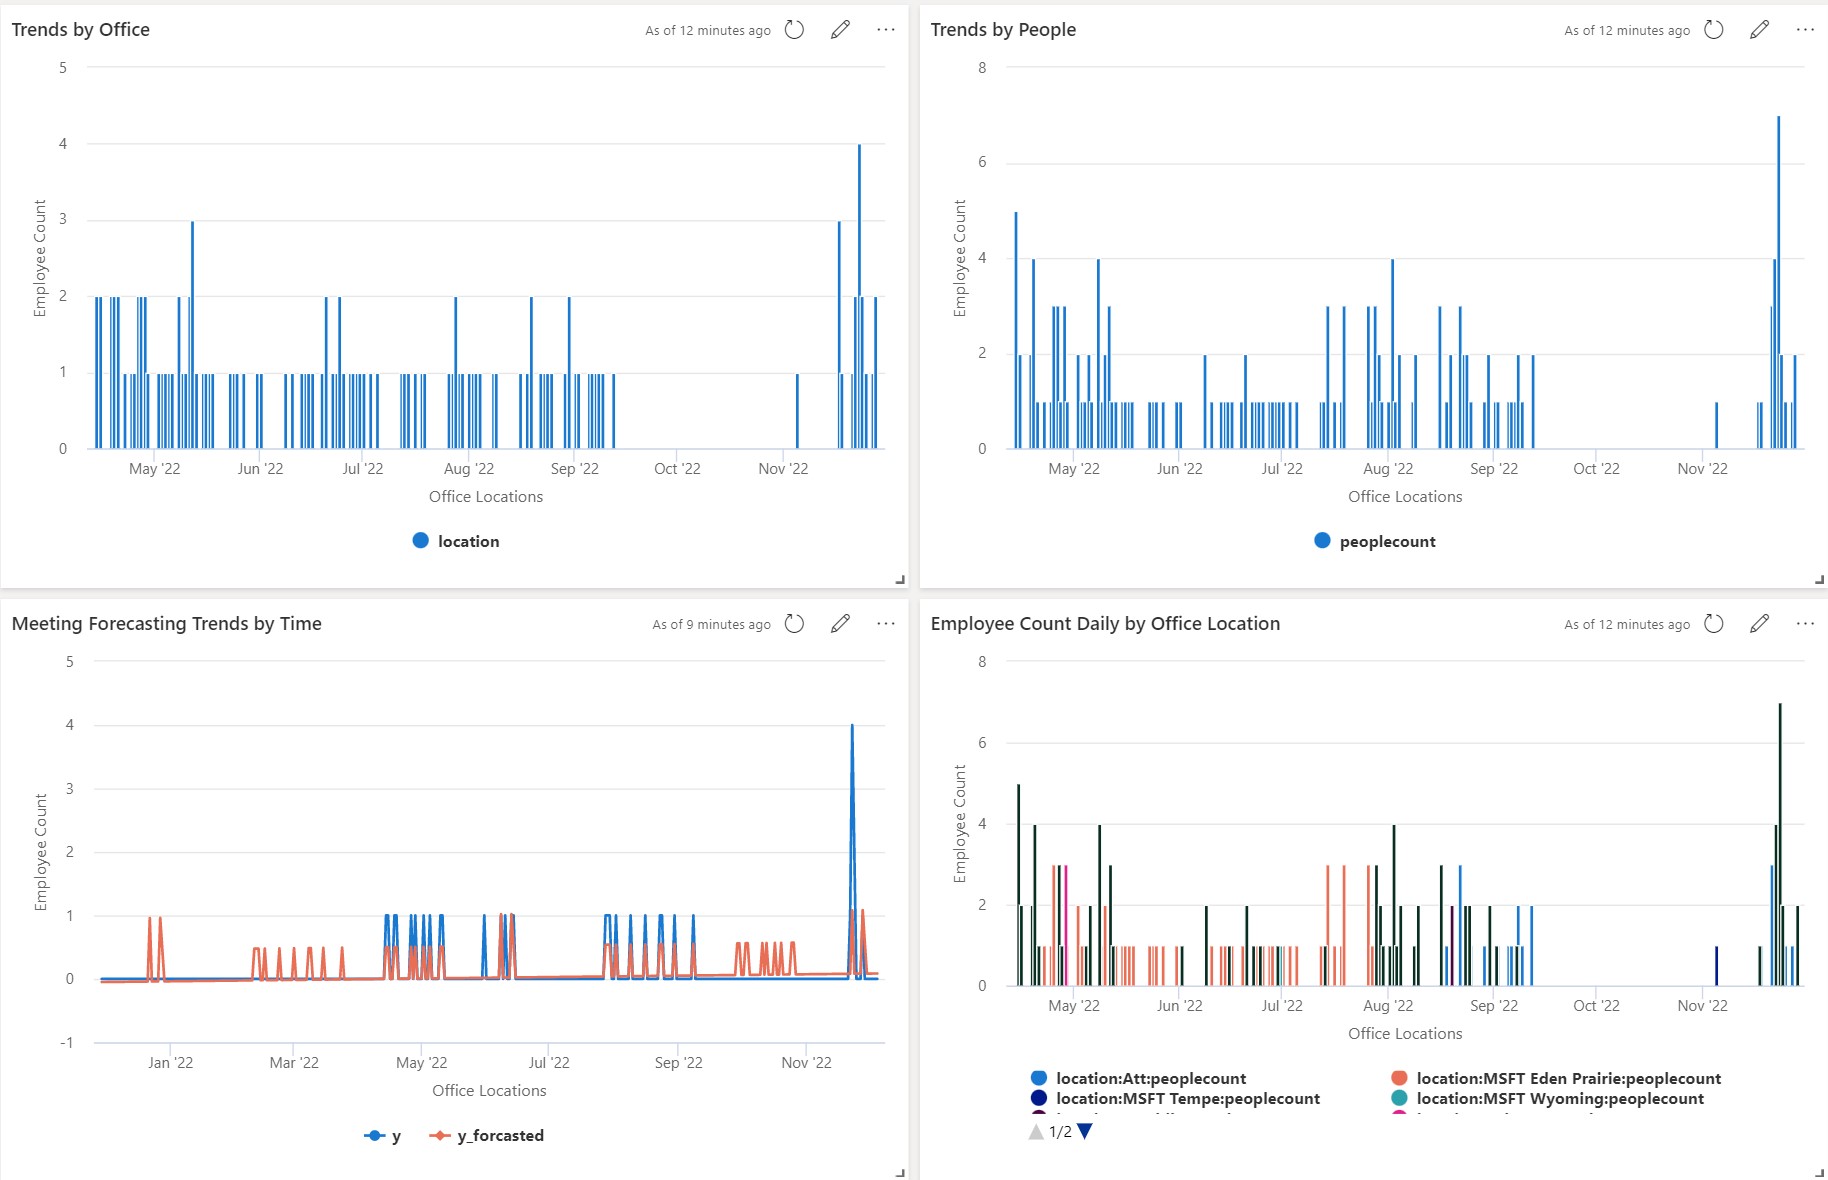 Trends by Office
As of 12 minutes ago
5
4
3
2
1
0
Employee Count
May '22
Jun '22
Jul '22
Aug '22
Sep '22
Oct '22
Nov '22
Office Locations
location
Trends by People
As of 12 minutes ago
8
6
4
2
0
Employee Count
May '22
Jun '22
Jul '22
Aug '22
Sep '22
Oct '22
Nov '22
Office Locations
peoplecount
Meeting Forecasting Trends by Time
As of 9 minutes ago
5
4
3
2
1
0
-1
Employee Count
Jan '22
Mar '22
May '22
Jul '22
Sep '22
Nov '22
Office Locations
y
y_forcasted
Employee Count Daily by Office Location
As of 12 minutes ago
8
6
4
2
0
Employee Count
May '22
Jun '22
Jul '22
Aug '22
Sep '22
Oct '22
Nov '22
Office Locations
location:Att:peoplecount
location:MSFT Eden Prairie:peoplecount
location:MSFT Tempe:peoplecount
location:MSFT Wyoming:peoplecount
1/2